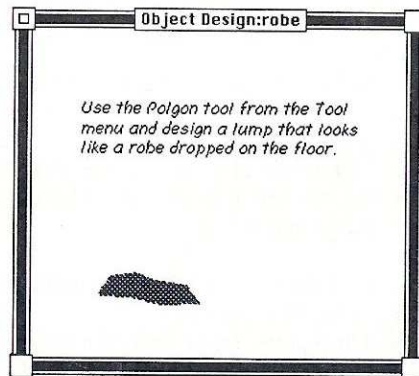 Object Design:robe
Use the Polgon tool from the Tool
menu and design a lump that looks
like a robe dropped on the floor.